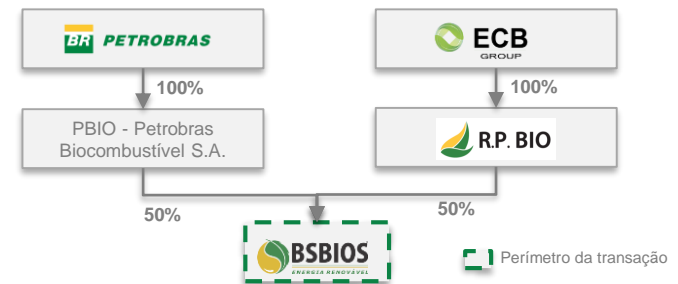 BR PETROBRAS
ECB
GROUP
100%
100%
PBIO - Petrobras
Biocombustível S.A.
R.P. BIO
50%
50%
BSBIOS
ENERGIA RENOVÁVEL
Perímetro da transação